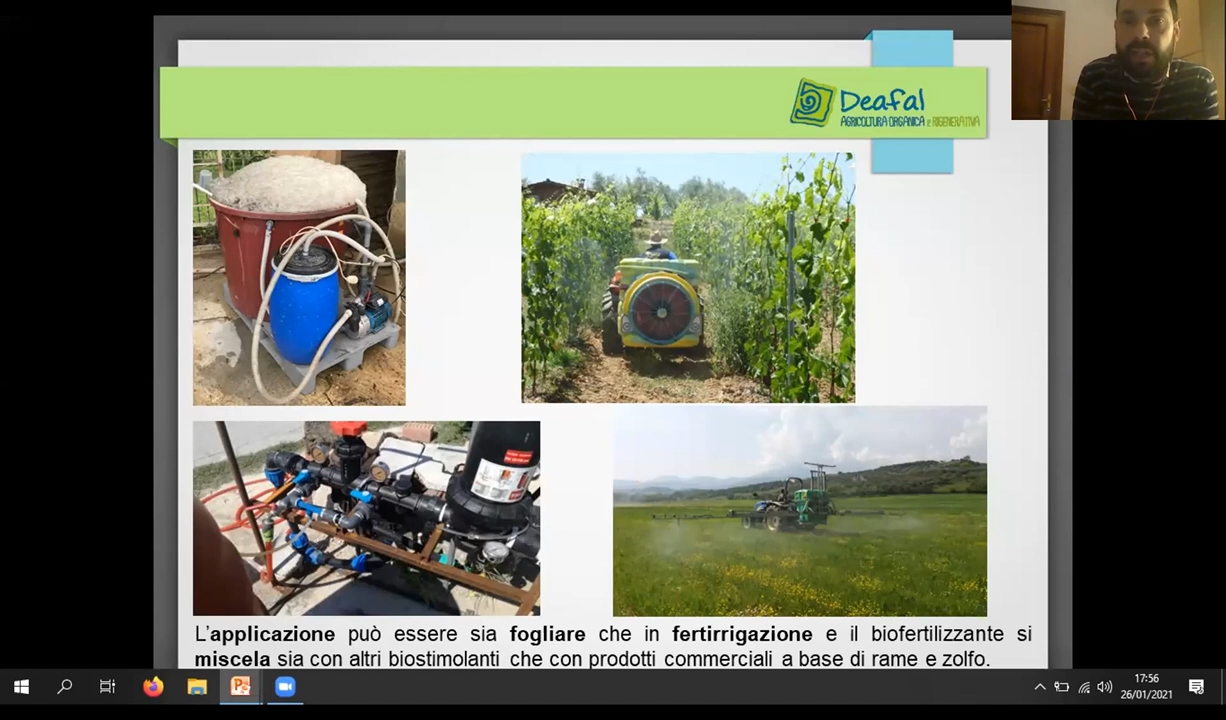 Deafal
AGRICOLTURA ORGANICA e RIGENERATIVA
L’applicazione può essere sia fogliare che in fertirrigazione e il biofertilizzante si
miscela sia con altri biostimolanti che con prodotti commerciali a base di rame e zolfo.
17:56
26/01/2021